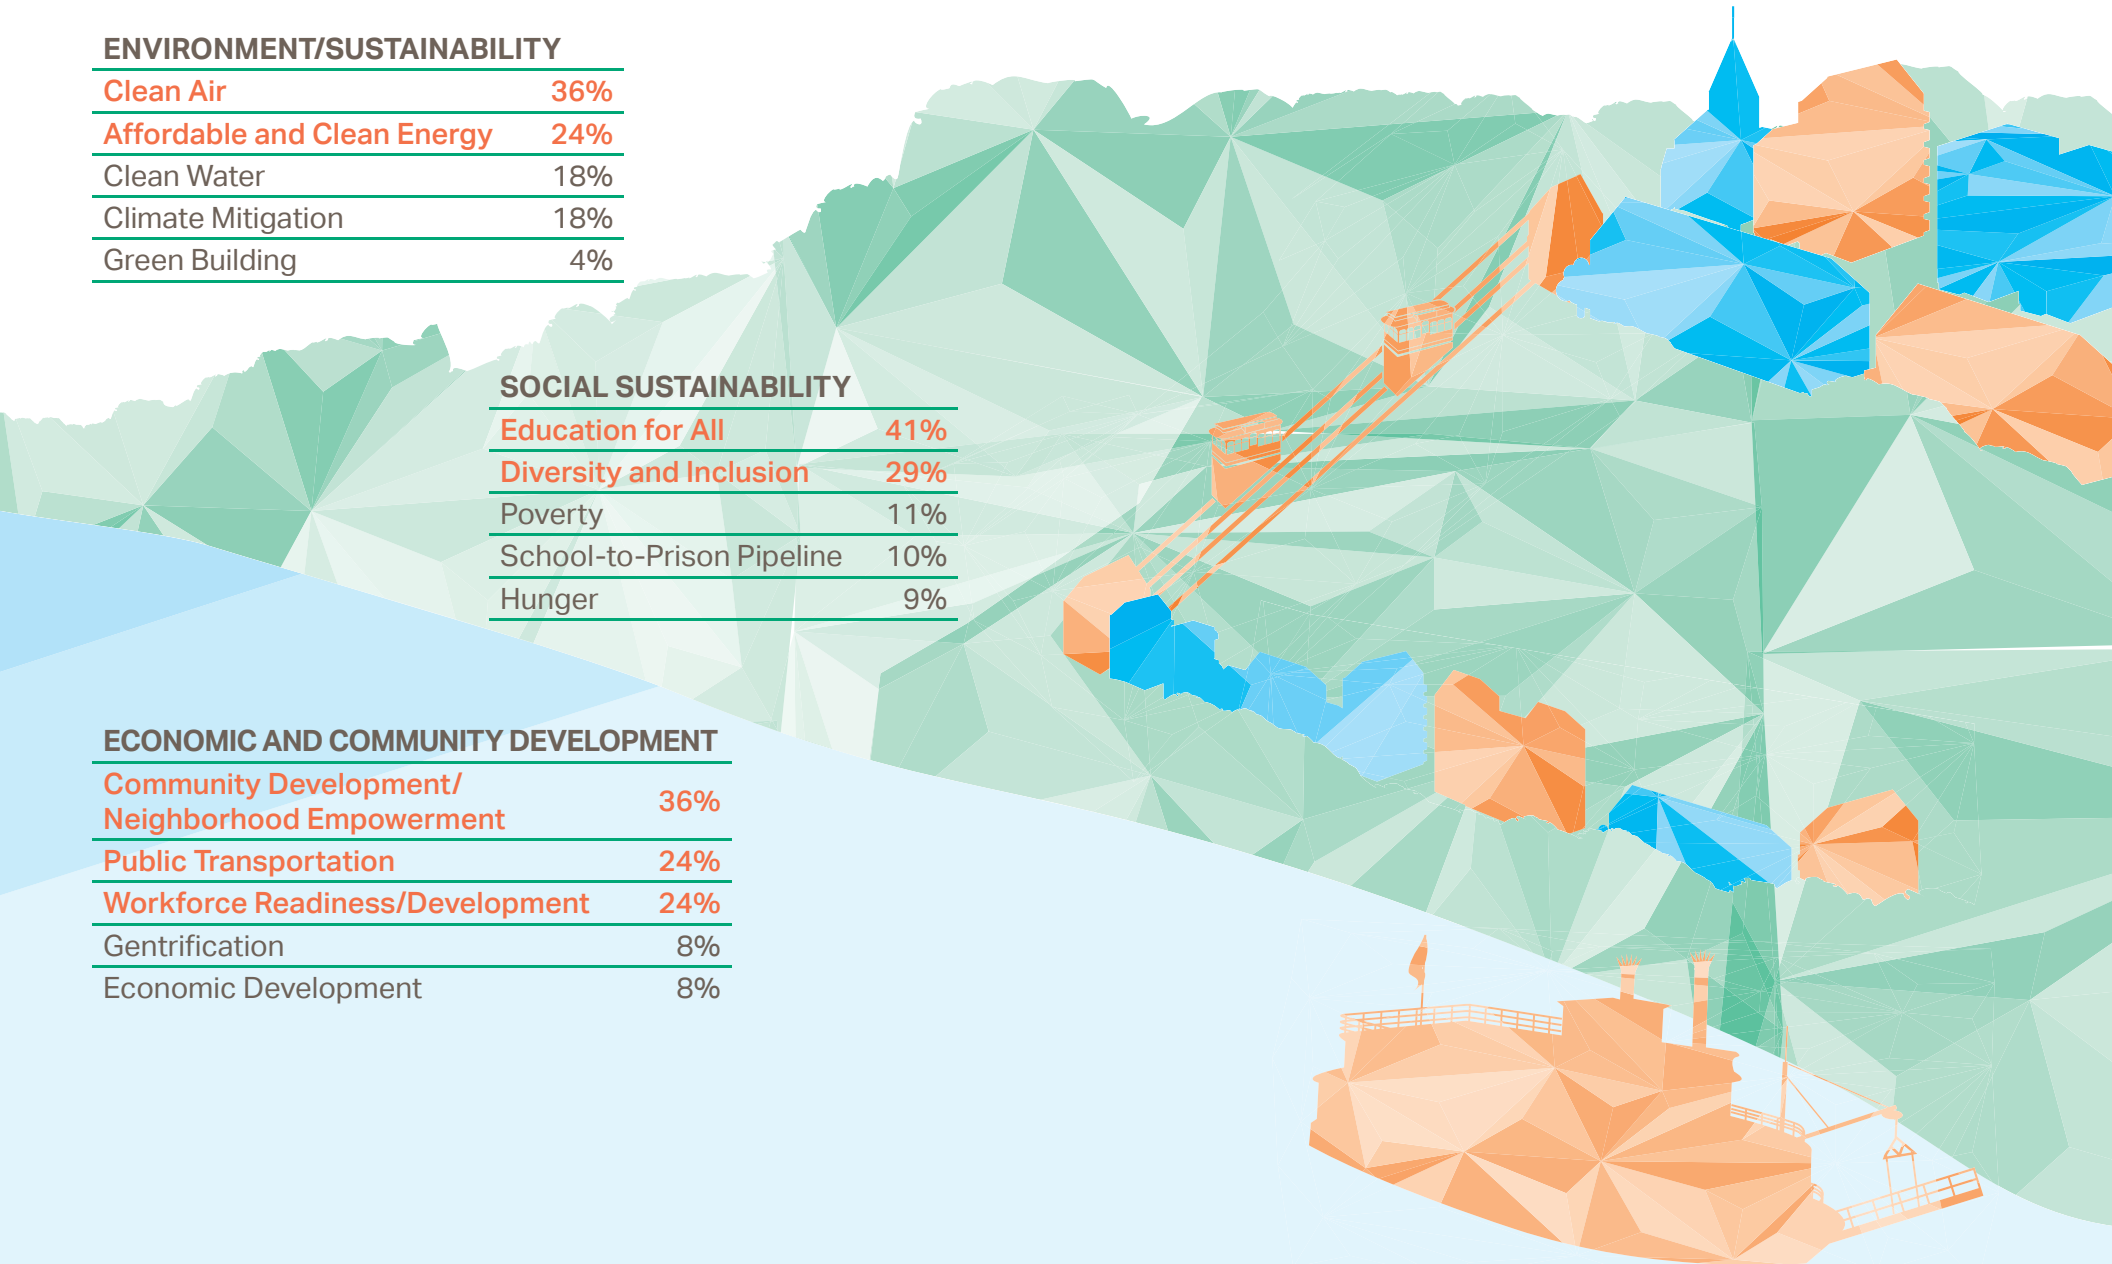 ENVIRONMENT/SUSTAINABILITY
Clean Air 36%
Affordable and Clean Energy 24%
Clean Water 18%
Climate Mitigation 18%
Green Building 4%
SOCIAL SUSTAINABILITY
Education for All 41%
Diversity and Inclusion 29%
Poverty 11%
School-to-Prison Pipeline 10%
Hunger 9%
ECONOMIC AND COMMUNITY DEVELOPMENT
Community Development/
Neighborhood Empowerment 36%
Public Transportation 24%
Workforce Readiness/Development 24%
Gentrification 8%
Economic Development 8%